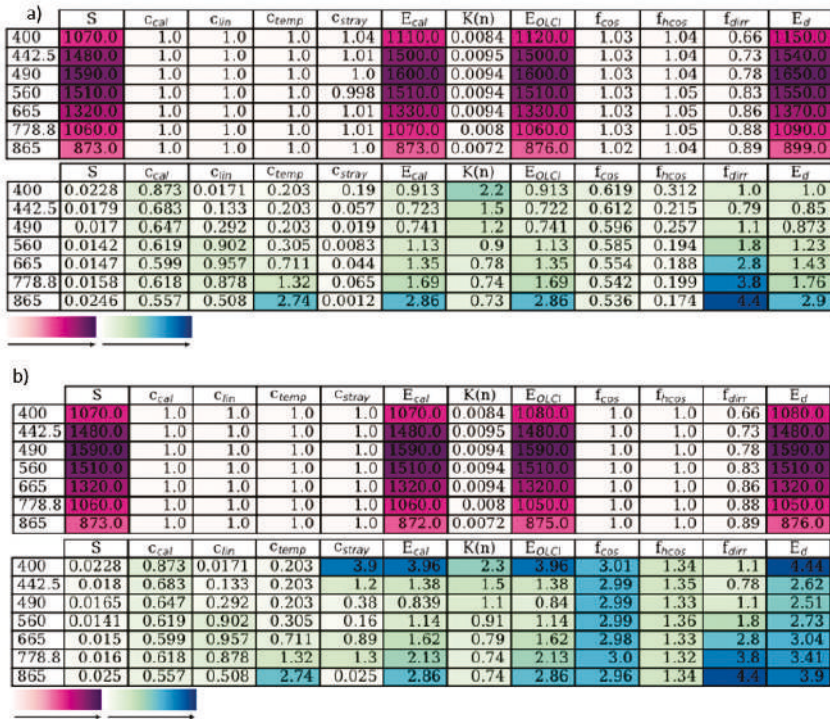 a)
S c_cal c_lin c_temp c_stray E_cal K(n) E_OLCI f_cos f_hcos f_dirr E_d
400 1070.0 1.0 1.0 1.0 1.04 1110.0 0.0084 1120.0 1.03 1.04 0.66 1150.0
442.5 1480.0 1.0 1.0 1.0 1.01 1500.0 0.0095 1500.0 1.03 1.04 0.73 1540.0
490 1590.0 1.0 1.0 1.0 1.0 1600.0 0.0094 1600.0 1.03 1.04 0.78 1650.0
560 1510.0 1.0 1.0 1.0 0.998 1510.0 0.0094 1510.0 1.03 1.05 0.83 1550.0
665 1320.0 1.0 1.0 1.0 1.01 1330.0 0.0094 1330.0 1.03 1.05 0.86 1370.0
778.8 1060.0 1.0 1.0 1.0 1.01 1070.0 0.008 1060.0 1.03 1.05 0.88 1090.0
865 873.0 1.0 1.0 1.0 1.0 873.0 0.0072 876.0 1.02 1.04 0.89 899.0
S c_cal c_lin c_temp c_stray E_cal K(n) E_OLCI f_cos f_hcos f_dirr E_d
400 0.0228 0.873 0.0171 0.203 0.19 0.913 2.2 0.913 0.619 0.312 1.0 1.0
442.5 0.0179 0.683 0.133 0.203 0.057 0.723 1.5 0.722 0.612 0.215 0.79 0.85
490 0.017 0.647 0.292 0.203 0.019 0.741 1.2 0.741 0.596 0.257 1.1 0.873
560 0.0142 0.619 0.902 0.305 0.0083 1.13 0.9 1.13 0.585 0.194 1.8 1.23
665 0.0147 0.599 0.957 0.711 0.044 1.35 0.78 1.35 0.554 0.188 2.8 1.43
778.8 0.0158 0.618 0.878 1.32 0.065 1.69 0.74 1.69 0.542 0.199 3.8 1.76
865 0.0246 0.557 0.508 2.74 0.0012 2.86 0.73 2.86 0.536 0.174 4.4 2.9
b)
S c_cal c_lin c_temp c_stray E_cal K(n) E_OLCI f_cos f_hcos f_dirr E_d
400 1070.0 1.0 1.0 1.0 1.0 1070.0 0.0084 1080.0 1.0 1.0 0.66 1080.0
442.5 1480.0 1.0 1.0 1.0 1.0 1480.0 0.0095 1480.0 1.0 1.0 0.73 1480.0
490 1590.0 1.0 1.0 1.0 1.0 1590.0 0.0094 1590.0 1.0 1.0 0.78 1590.0
560 1510.0 1.0 1.0 1.0 1.0 1510.0 0.0094 1510.0 1.0 1.0 0.83 1510.0
665 1320.0 1.0 1.0 1.0 1.0 1320.0 0.0094 1320.0 1.0 1.0 0.86 1320.0
778.8 1060.0 1.0 1.0 1.0 1.0 1060.0 0.008 1050.0 1.0 1.0 0.88 1050.0
865 873.0 1.0 1.0 1.0 1.0 872.0 0.0072 875.0 1.0 1.0 0.89 876.0
S c_cal c_lin c_temp c_stray E_cal K(n) E_OLCI f_cos f_hcos f_dirr E_d
400 0.0228 0.873 0.0171 0.203 3.9 3.96 2.3 3.96 3.01 1.34 1.1 4.44
442.5 0.018 0.683 0.133 0.203 1.2 1.38 1.5 1.38 2.99 1.35 0.78 2.62
490 0.0165 0.647 0.292 0.203 0.38 0.839 1.1 0.84 2.99 1.33 1.1 2.51
560 0.0141 0.619 0.902 0.305 0.16 1.14 0.91 1.14 2.99 1.36 1.8 2.73
665 0.015 0.599 0.957 0.711 0.89 1.62 0.79 1.62 2.98 1.33 2.8 3.04
778.8 0.016 0.618 0.878 1.32 1.3 2.13 0.74 2.13 3.0 1.32 3.8 3.41
865 0.025 0.557 0.508 2.74 0.025 2.86 0.74 2.86 2.96 1.34 4.4 3.9